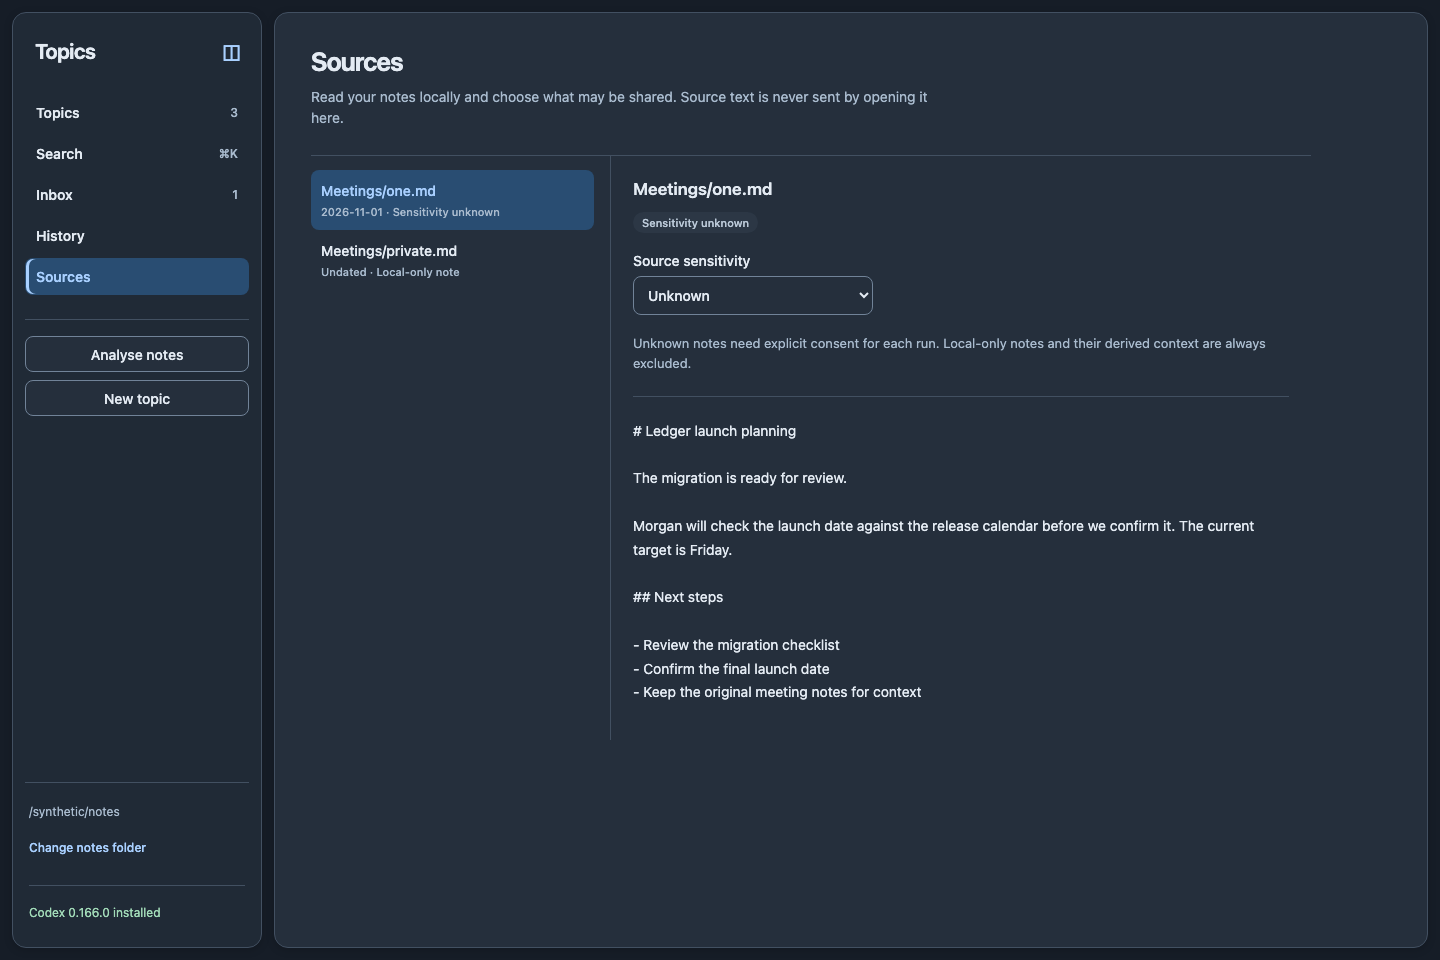 Topics
Topics 3
Search ⌘K
Inbox 1
History
Sources
Analyse notes
New topic
/synthetic/notes
Change notes folder
Codex 0.166.0 installed
Sources
Read your notes locally and choose what may be shared. Source text is never sent by opening it
here.
Meetings/one.md
2026-11-01 · Sensitivity unknown
Meetings/private.md
Undated · Local-only note
Meetings/one.md
Sensitivity unknown
Source sensitivity
Unknown
Unknown notes need explicit consent for each run. Local-only notes and their derived context are always
excluded.
# Ledger launch planning
The migration is ready for review.
Morgan will check the launch date against the release calendar before we confirm it. The current
target is Friday.
## Next steps
- Review the migration checklist
- Confirm the final launch date
- Keep the original meeting notes for context